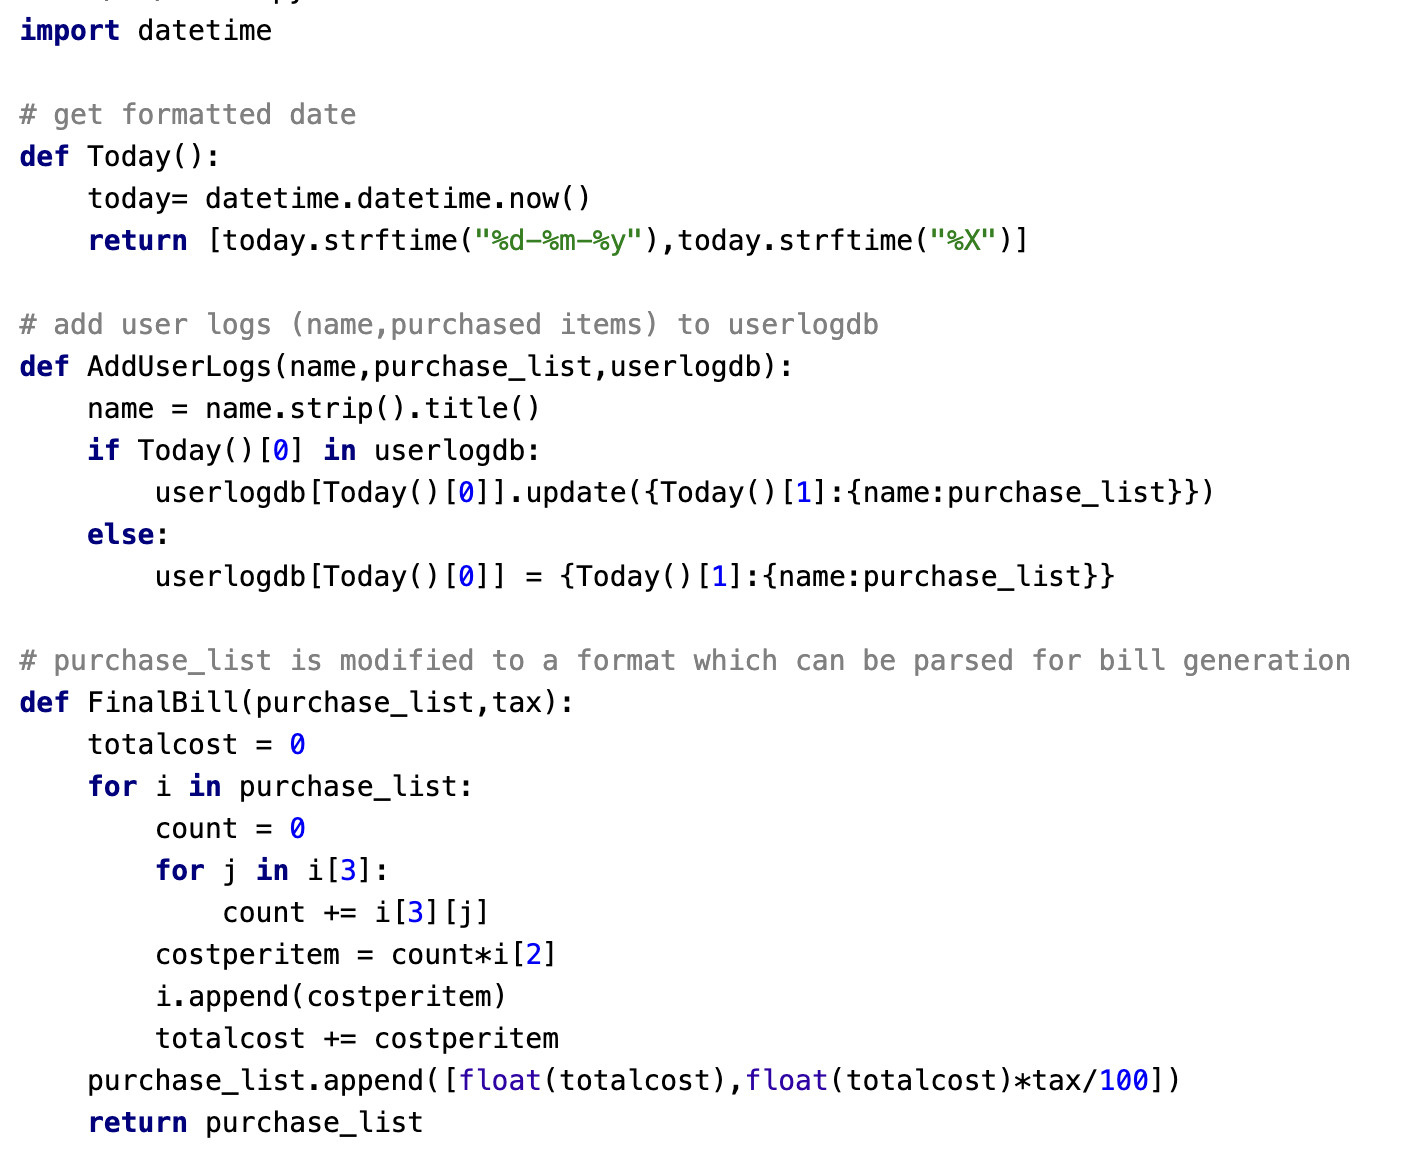 import datetime
# get formatted date
def Today():
    today= datetime.datetime.now()
    return [today.strftime("%d-%m-%y"),today.strftime("%X")]
# add user logs (name,purchased items) to userlogdb
def AddUserLogs(name,purchase_list,userlogdb):
    name = name.strip().title()
    if Today()[0] in userlogdb:
        userlogdb[Today()[0]].update({Today()[1]:{name:purchase_list}})
    else:
        userlogdb[Today()[0]] = {Today()[1]:{name:purchase_list}}
# purchase_list is modified to a format which can be parsed for bill generation
def FinalBill(purchase_list,tax):
    totalcost = 0
    for i in purchase_list:
        count = 0
        for j in i[3]:
            count += i[3][j]
        costperitem = count*i[2]
        i.append(costperitem)
        totalcost += costperitem
    purchase_list.append([float(totalcost),float(totalcost)*tax/100])
    return purchase_list